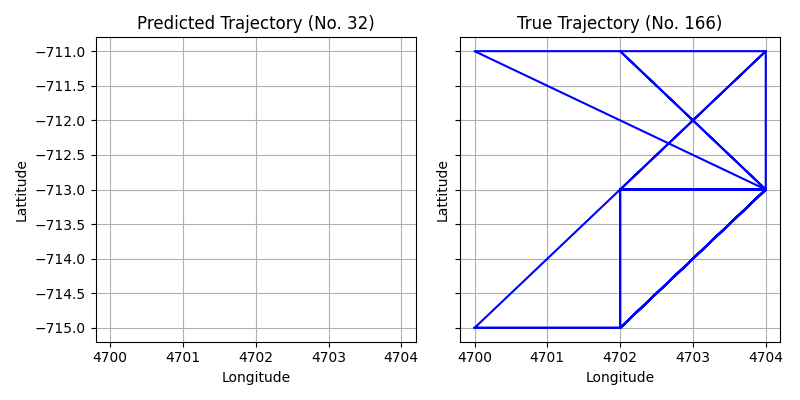 Predicted Trajectory (No. 32)
True Trajectory (No. 166)
Lattitude
−711.0
−711.5
−712.0
−712.5
−713.0
−713.5
−714.0
−714.5
−715.0
4700 4701 4702 4703 4704
Longitude
Lattitude
4700 4701 4702 4703 4704
Longitude